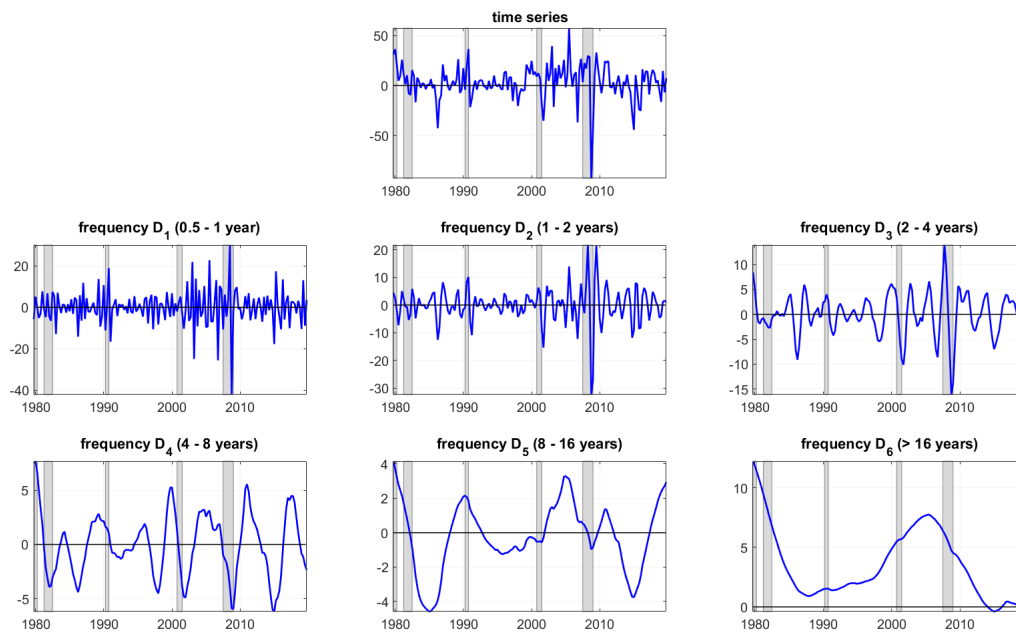 time series
50
0
-50
1980 1990 2000 2010
frequency D1 (0.5 - 1 year)
20
0
-20
-40
1980 1990 2000 2010
frequency D2 (1 - 2 years)
20
10
0
-10
-20
-30
1980 1990 2000 2010
frequency D3 (2 - 4 years)
10
5
0
-5
-10
-15
1980 1990 2000 2010
frequency D4 (4 - 8 years)
5
0
-5
1980 1990 2000 2010
frequency D5 (8 - 16 years)
4
2
0
-2
-4
1980 1990 2000 2010
frequency D6 (> 16 years)
10
5
0
1980 1990 2000 2010